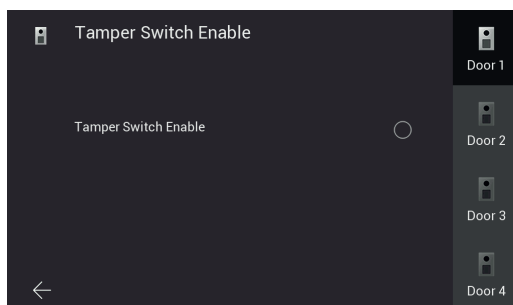 Tamper Switch Enable
Door 1
Tamper Switch Enable
Door 2
Door 3
Door 4